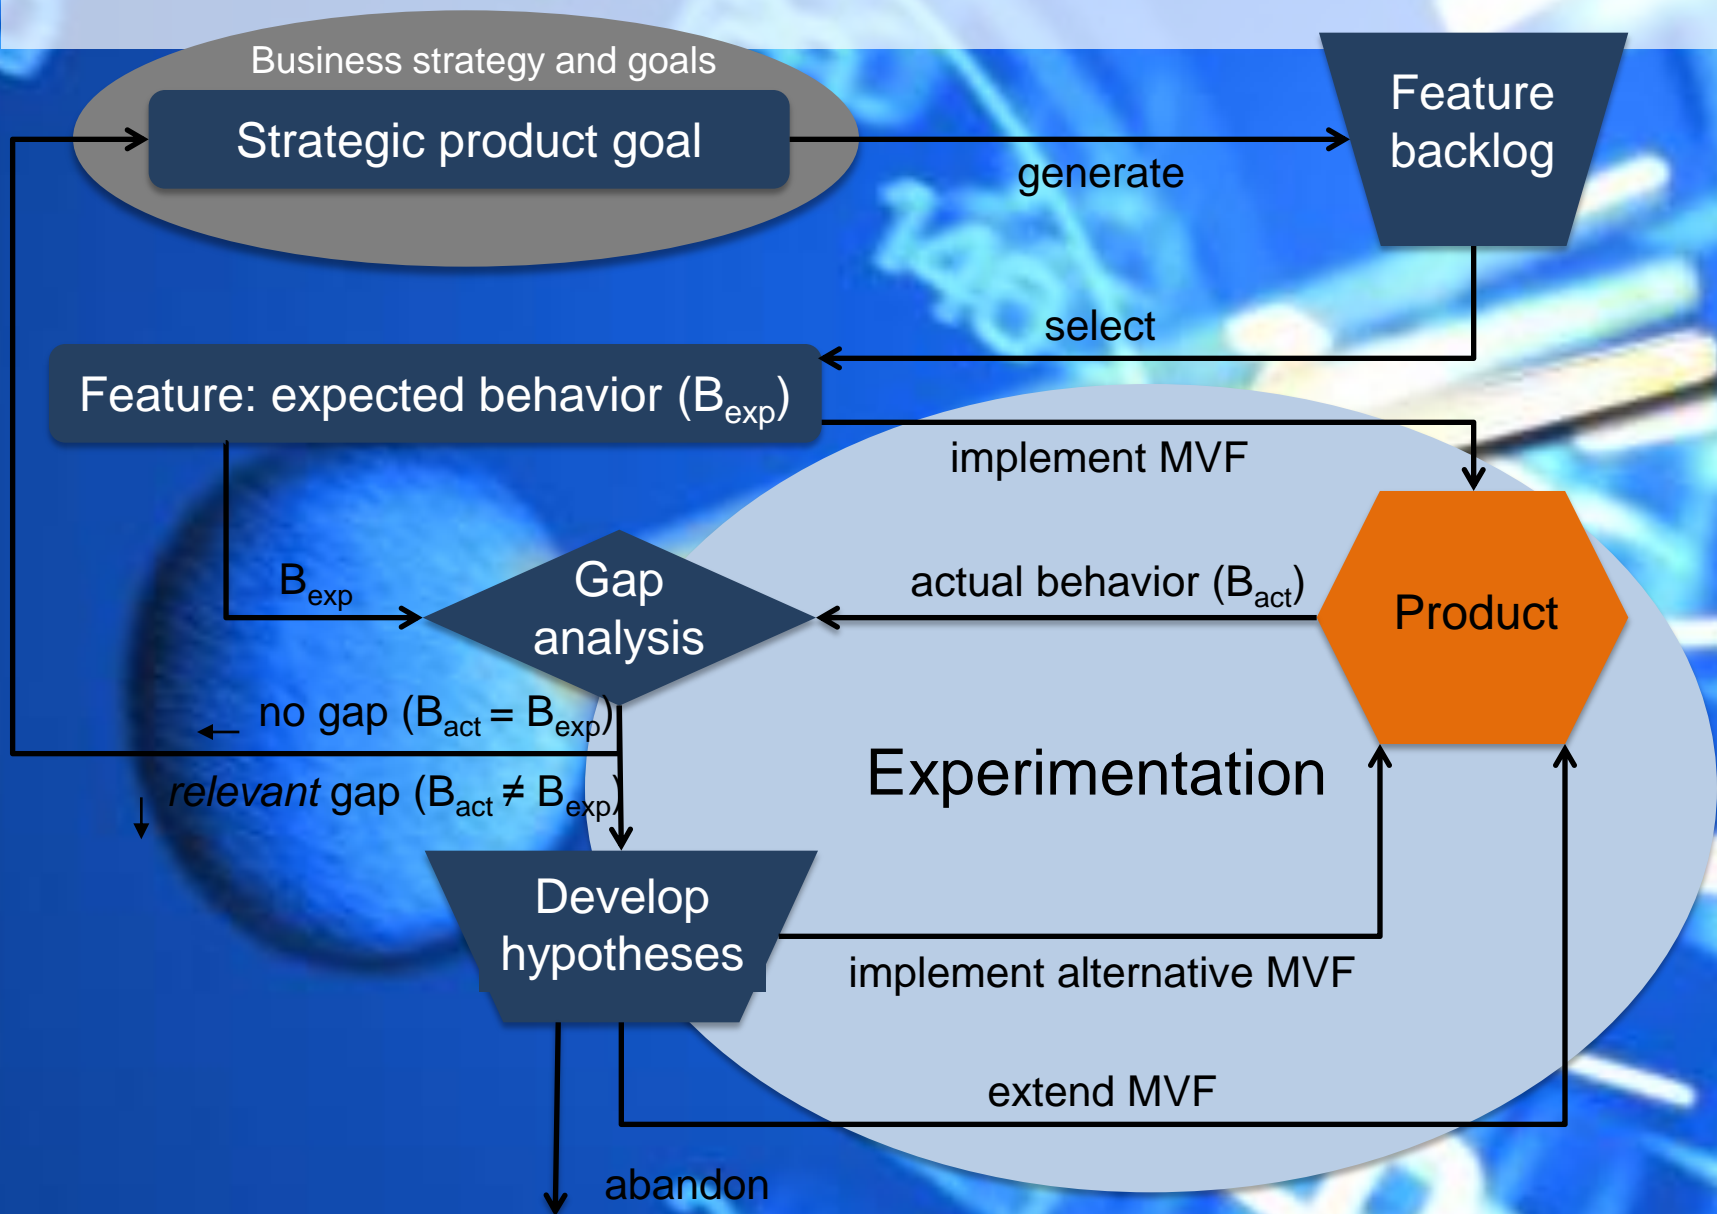 Business strategy and goals
Strategic product goal
Feature
backlog
generate
select
Feature: expected behavior (Bexp)
implement MVF
Bexp
Gap
analysis
actual behavior (Bact)
Product
no gap (Bact = Bexp)
relevant gap (Bact ≠ Bexp)
Experimentation
Develop
hypotheses
implement alternative MVF
extend MVF
abandon